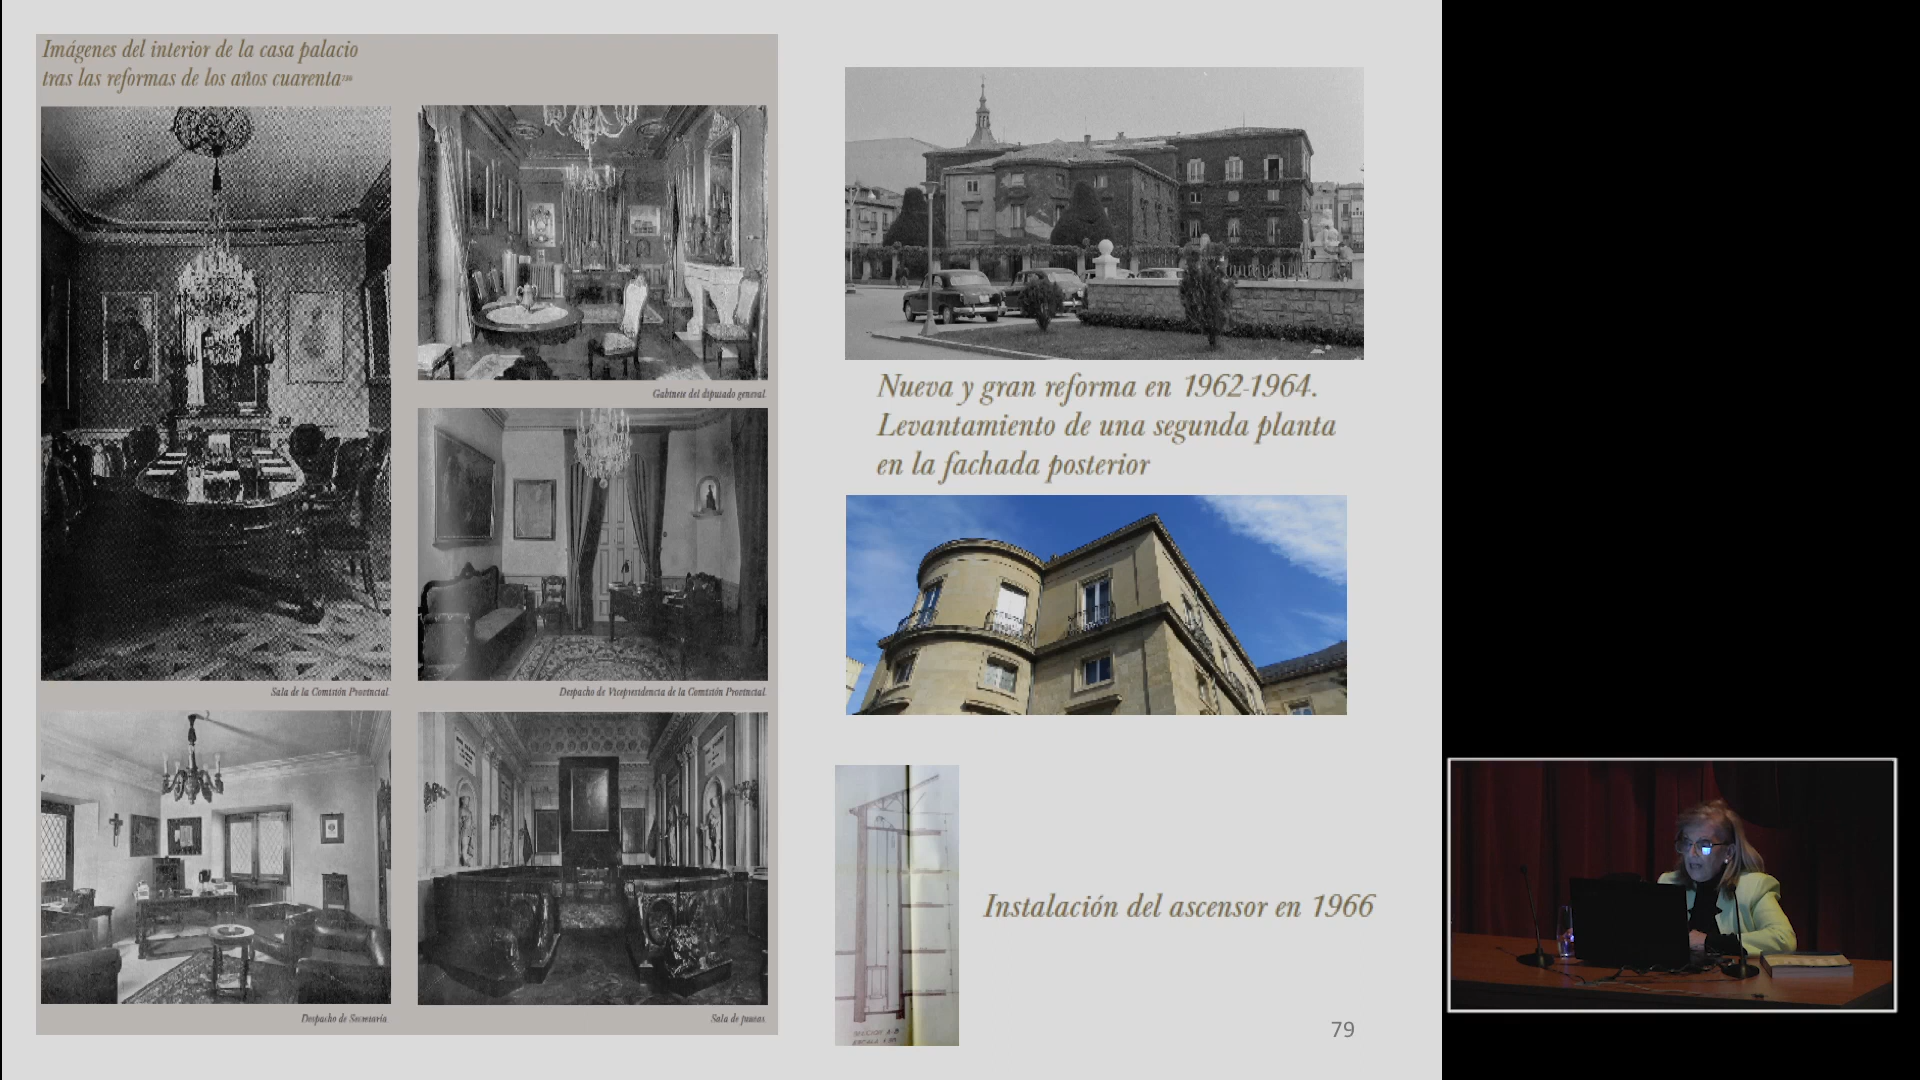 Imágenes del interior de la casa palacio
tras las reformas de los años cuarenta
Gabinete del diputado general.
Sala de la Comisión Provincial.
Despacho de Vicepresidencia de la Comisión Provincial.
Despacho de Secretaría.
Sala de juntas.
Nueva y gran reforma en 1962-1964.
Levantamiento de una segunda planta
en la fachada posterior
Instalación del ascensor en 1966
SECCION A-B
79